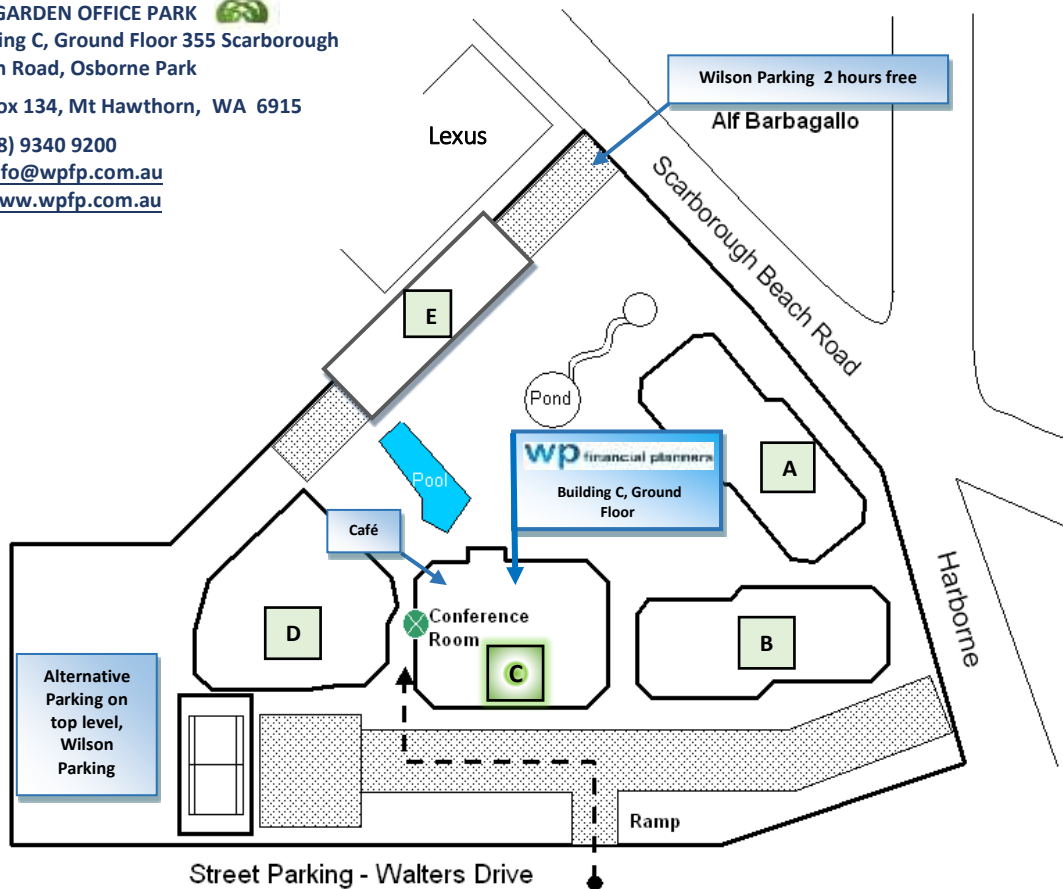 GARDEN OFFICE PARK
ing C, Ground Floor 355 Scarborough
Road, Osborne Park
ox 134, Mt Hawthorn, WA 6915
8) 9340 9200
fo@wpfp.com.au
ww.wpfp.com.au
Wilson Parking 2 hours free
Alf Barbagallo
Lexus
Scarborough Beach Road
E
Pond
A
wp financial planners
Building C, Ground
Floor
Pool
Café
Harborne
Conference
Room
D
B
C
Alternative
Parking on
top level,
Wilson
Parking
Ramp
Street Parking - Walters Drive